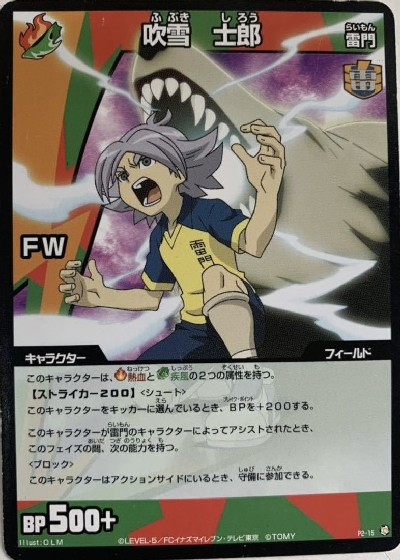 ふぶき しろう
吹雪 士郎
らいもん
雷門
雷
FW
雷門
キャラクター フィールド
このキャラクターは、熱血と疾風の2つの属性を持つ。
【ストライカー200】<シュート>
このキャラクターをキッカーに選んでいるとき、BPを+200する。
このキャラクターが雷門のキャラクターによってアシストされたとき、
このフェイズの間、次の能力を持つ。
<ブロック>
このキャラクターはアクションサイドにいるとき、守備に参加できる。
BP500+
Illust:OLM
©LEVEL-5/FCイナズマイレブン・テレビ東京 ©TOMY
P2-15